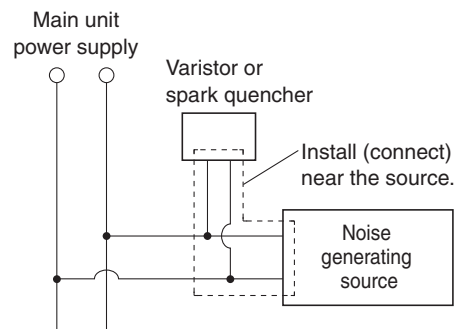 Main unit
power supply
Varistor or
spark quencher
Install (connect)
near the source.
Noise
generating
source